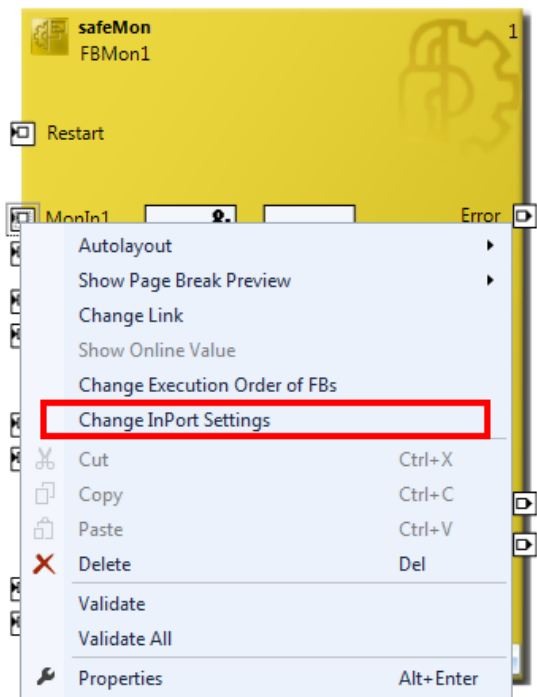 safeMon
1
FBMon1
Restart
MonIn1
&
Error
Autolayout
Show Page Break Preview
Change Link
Show Online Value
Change Execution Order of FBs
Change InPort Settings
Cut Ctrl+X
Copy Ctrl+C
Paste Ctrl+V
Delete Del
Validate
Validate All
Properties Alt+Enter